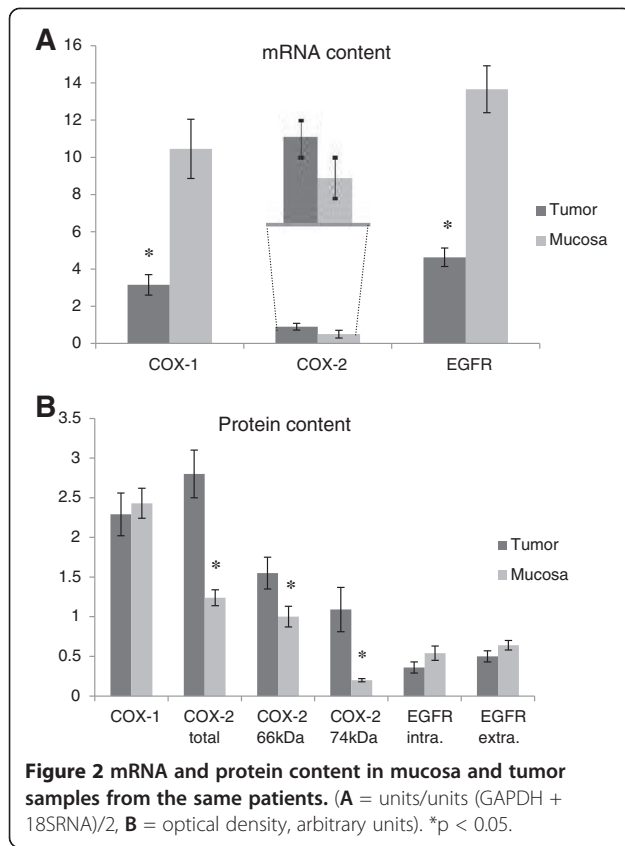 A
mRNA content
16
14
12
10
8
6
4
2
0
*
*
Tumor
Mucosa
COX-1 COX-2 EGFR
B
Protein content
3.5
3
2.5
2
1.5
1
0.5
0
*
*
*
Tumor
Mucosa
COX-1 COX-2 COX-2 COX-2 EGFR EGFR
total 66kDa 74kDa intra. extra.
Figure 2 mRNA and protein content in mucosa and tumor
samples from the same patients. (A = units/units (GAPDH +
18SRNA)/2, B = optical density, arbitrary units). *p < 0.05.